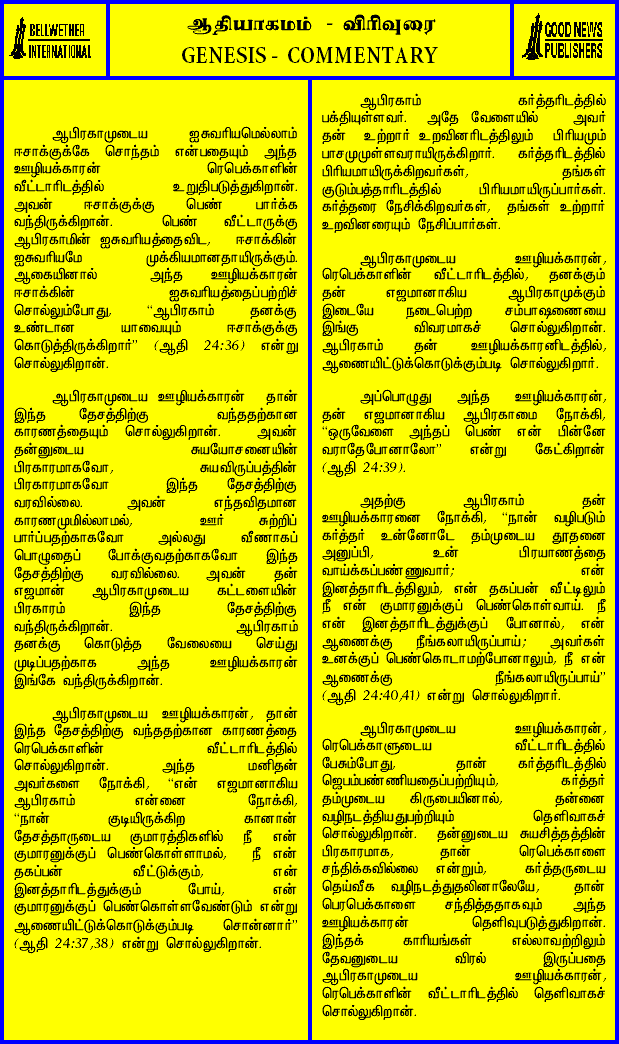 BELLWETHER
INTERNATIONAL
ஆதியாகமம் - விரிவுரை
GENESIS - COMMENTARY
GOOD NEWS
PUBLISHERS
ஆபிரகாமுடைய ஐசுவரியமெல்லாம்
ஈசாக்குக்கே சொந்தம் என்பதையும் அந்த
ஊழியக்காரன் ரெபெக்காளின்
வீட்டாரிடத்தில் உறுதிபடுத்துகிறான்.
அவன் ஈசாக்குக்கு பெண் பார்க்க
வந்திருக்கிறான். பெண் வீட்டாருக்கு
ஆபிரகாமின் ஐசுவரியத்தைவிட, ஈசாக்கின்
ஐசுவரியமே முக்கியமானதாயிருக்கும்.
ஆகையினால் அந்த ஊழியக்காரன்
ஈசாக்கின் ஐசுவரியத்தைப்பற்றிச்
சொல்லும்போது, “ஆபிரகாம் தனக்கு
உண்டான யாவையும் ஈசாக்குக்கு
கொடுத்திருக்கிறார்” (ஆதி 24:36) என்று
சொல்லுகிறான்.
ஆபிரகாமுடைய ஊழியக்காரன் தான்
இந்த தேசத்திற்கு வந்ததற்கான
காரணத்தையும் சொல்லுகிறான். அவன்
தன்னுடைய சுயயோசனையின்
பிரகாரமாகவோ, சுயவிருப்பத்தின்
பிரகாரமாகவோ இந்த தேசத்திற்கு
வரவில்லை. அவன் எந்தவிதமான
காரணமுமில்லாமல், ஊர் சுற்றிப்
பார்ப்பதற்காகவோ அல்லது வீணாகப்
பொழுதைப் போக்குவதற்காகவோ இந்த
தேசத்திற்கு வரவில்லை. அவன் தன்
எஜமான் ஆபிரகாமுடைய கட்டளையின்
பிரகாரம் இந்த தேசத்திற்கு
வந்திருக்கிறான். ஆபிரகாம்
தனக்கு கொடுத்த வேலையை செய்து
முடிப்பதற்காக அந்த ஊழியக்காரன்
இங்கே வந்திருக்கிறான்.
ஆபிரகாமுடைய ஊழியக்காரன், தான்
இந்த தேசத்திற்கு வந்ததற்கான காரணத்தை
ரெபெக்காளின் வீட்டாரிடத்தில்
சொல்லுகிறான். அந்த மனிதன்
அவர்களை நோக்கி, “என் எஜமானாகிய
ஆபிரகாம் என்னை நோக்கி,
“நான் குடியிருக்கிற கானான்
தேசத்தாருடைய குமாரத்திகளில் நீ என்
குமாரனுக்குப் பெண்கொள்ளாமல், நீ என்
தகப்பன் வீட்டுக்கும், என்
இனத்தாரிடத்துக்கும் போய், என்
குமாரனுக்குப் பெண்கொள்ளவேண்டும் என்று
ஆணையிட்டுக்கொடுக்கும்படி சொன்னார்”
(ஆதி 24:37,38) என்று சொல்லுகிறான்.
ஆபிரகாம் கர்த்தரிடத்தில்
பக்தியுள்ளவர். அதே வேளையில் அவர்
தன் உற்றார் உறவினரிடத்திலும் பிரியமும்
பாசமுமுள்ளவராயிருக்கிறார். கர்த்தரிடத்தில்
பிரியமாயிருக்கிறவர்கள், தங்கள்
குடும்பத்தாரிடத்தில் பிரியமாயிருப்பார்கள்.
கர்த்தரை நேசிக்கிறவர்கள், தங்கள் உற்றார்
உறவினரையும் நேசிப்பார்கள்.
ஆபிரகாமுடைய ஊழியக்காரன்,
ரெபெக்காளின் வீட்டாரிடத்தில், தனக்கும்
தன் எஜமானாகிய ஆபிரகாமுக்கும்
இடையே நடைபெற்ற சம்பாஷணையை
இங்கு விவரமாகச் சொல்லுகிறான்.
ஆபிரகாம் தன் ஊழியக்காரனிடத்தில்,
ஆணையிட்டுக்கொடுக்கும்படி சொல்லுகிறார்.
அப்பொழுது அந்த ஊழியக்காரன்,
தன் எஜமானாகிய ஆபிரகாமை நோக்கி,
“ஒருவேளை அந்தப் பெண் என் பின்னே
வராதேபோனாலோ” என்று கேட்கிறான்
(ஆதி 24:39).
அதற்கு ஆபிரகாம் தன்
ஊழியக்காரனை நோக்கி, “நான் வழிபடும்
கர்த்தர் உன்னோடே தம்முடைய தூதனை
அனுப்பி, உன் பிரயாணத்தை
வாய்க்கப்பண்ணுவார்; என்
இனத்தாரிடத்திலும், என் தகப்பன் வீட்டிலும்
நீ என் குமாரனுக்குப் பெண்கொள்வாய். நீ
என் இனத்தாரிடத்துக்குப் போனால், என்
ஆணைக்கு நீங்கலாயிருப்பாய்; அவர்கள்
உனக்குப் பெண்கொடாமற்போனாலும், நீ என்
ஆணைக்கு நீங்கலாயிருப்பாய்”
(ஆதி 24:40,41) என்று சொல்லுகிறார்.
ஆபிரகாமுடைய ஊழியக்காரன்,
ரெபெக்காளுடைய வீட்டாரிடத்தில்
பேசும்போது, தான் கர்த்தரிடத்தில்
ஜெபம்பண்ணியதைப்பற்றியும், கர்த்தர்
தம்முடைய கிருபையினால், தன்னை
வழிநடத்தியதுபற்றியும் தெளிவாகச்
சொல்லுகிறான். தன்னுடைய சுயசித்தத்தின்
பிரகாரமாக, தான் ரெபெக்காளை
சந்திக்கவில்லை என்றும், கர்த்தருடைய
தெய்வீக வழிநடத்துதலினாலேயே, தான்
பெரபெக்காளை சந்தித்ததாகவும் அந்த
ஊழியக்காரன் தெளிவுபடுத்துகிறான்.
இந்தக் காரியங்கள் எல்லாவற்றிலும்
தேவனுடைய விரல் இருப்பதை
ஆபிரகாமுடைய ஊழியக்காரன்,
ரெபெக்காளின் வீட்டாரிடத்தில் தெளிவாகச்
சொல்லுகிறான்.